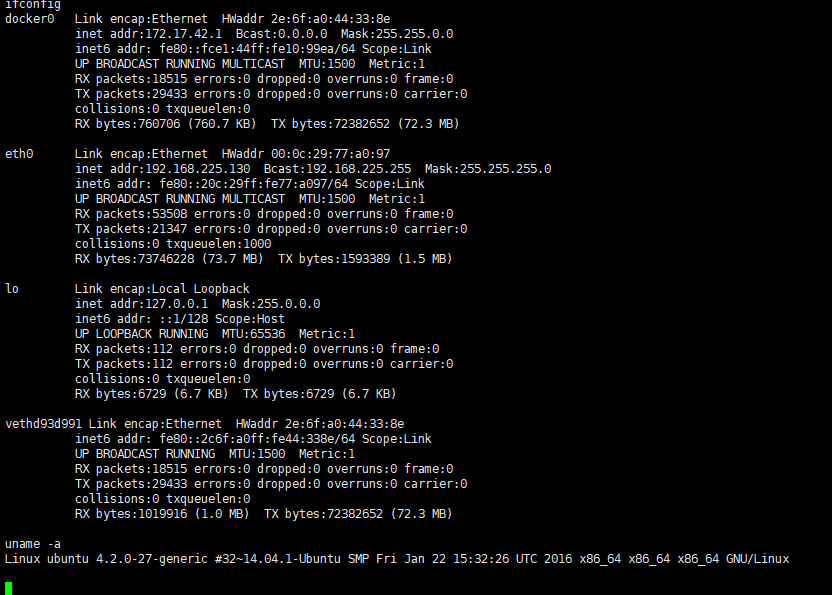 ifconfig
docker0   Link encap:Ethernet  HWaddr 2e:6f:a0:44:33:8e
          inet addr:172.17.42.1  Bcast:0.0.0.0  Mask:255.255.0.0
          inet6 addr: fe80::fce1:44ff:fe10:99ea/64 Scope:Link
          UP BROADCAST RUNNING MULTICAST  MTU:1500  Metric:1
          RX packets:18515 errors:0 dropped:0 overruns:0 frame:0
          TX packets:29433 errors:0 dropped:0 overruns:0 carrier:0
          collisions:0 txqueuelen:0
          RX bytes:760706 (760.7 KB)  TX bytes:72382652 (72.3 MB)

eth0      Link encap:Ethernet  HWaddr 00:0c:29:77:a0:97
          inet addr:192.168.225.130  Bcast:192.168.225.255  Mask:255.255.255.0
          inet6 addr: fe80::20c:29ff:fe77:a097/64 Scope:Link
          UP BROADCAST RUNNING MULTICAST  MTU:1500  Metric:1
          RX packets:53508 errors:0 dropped:0 overruns:0 frame:0
          TX packets:21347 errors:0 dropped:0 overruns:0 carrier:0
          collisions:0 txqueuelen:1000
          RX bytes:73746228 (73.7 MB)  TX bytes:1593389 (1.5 MB)

lo        Link encap:Local Loopback
          inet addr:127.0.0.1  Mask:255.0.0.0
          inet6 addr: ::1/128 Scope:Host
          UP LOOPBACK RUNNING  MTU:65536  Metric:1
          RX packets:112 errors:0 dropped:0 overruns:0 frame:0
          TX packets:112 errors:0 dropped:0 overruns:0 carrier:0
          collisions:0 txqueuelen:0
          RX bytes:6729 (6.7 KB)  TX bytes:6729 (6.7 KB)

vethd93d991 Link encap:Ethernet  HWaddr 2e:6f:a0:44:33:8e
          inet6 addr: fe80::2c6f:a0ff:fe44:338e/64 Scope:Link
          UP BROADCAST RUNNING  MTU:1500  Metric:1
          RX packets:18515 errors:0 dropped:0 overruns:0 frame:0
          TX packets:29433 errors:0 dropped:0 overruns:0 carrier:0
          collisions:0 txqueuelen:0
          RX bytes:1019916 (1.0 MB)  TX bytes:72382652 (72.3 MB)

uname -a
Linux ubuntu 4.2.0-27-generic #32~14.04.1-Ubuntu SMP Fri Jan 22 15:32:26 UTC 2016 x86_64 x86_64 x86_64 GNU/Linux